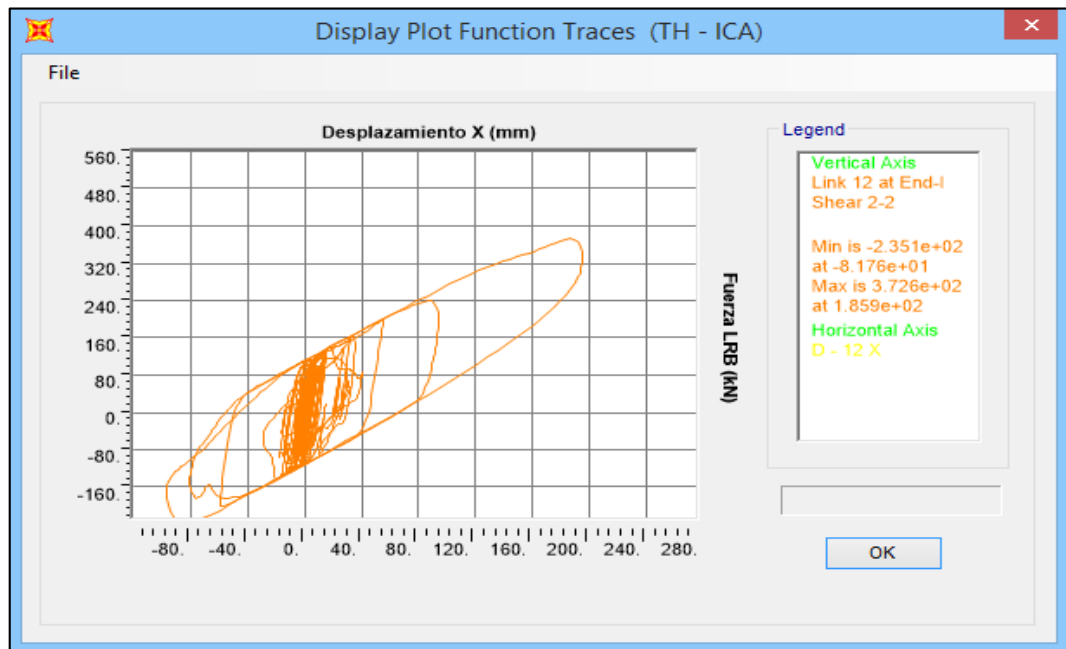 Display Plot Function Traces (TH - ICA)
File
Desplazamiento X (mm)
560.
480.
400.
320.
240.
160.
80.
0.
-80.
-160.
-80. -40. 0. 40. 80. 120. 160. 200. 240. 280.
Fuerza LRB (kN)
Legend
Vertical Axis
Link 12 at End-I
Shear 2-2
Min is -2.351e+02
at -8.176e+01
Max is 3.726e+02
at 1.859e+02
Horizontal Axis
D - 12 X
OK